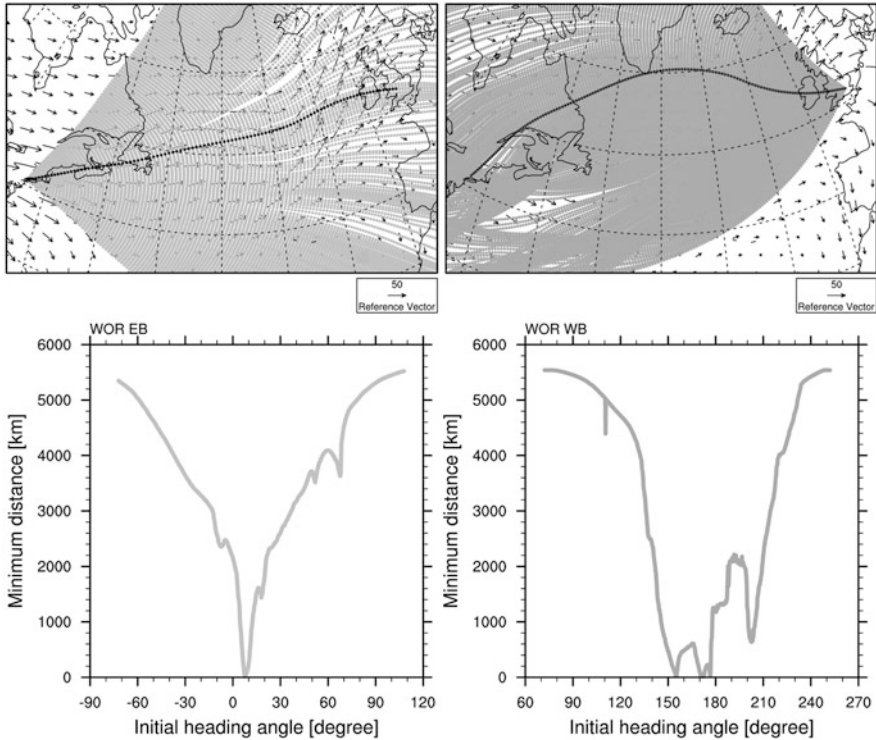 50
Reference Vector
50
Reference Vector
WOR EB
6000
5000
4000
3000
2000
1000
0
Minimum distance [km]
-90 -60 -30 0 30 60 90 120
Initial heading angle [degree]
WOR WB
6000
5000
4000
3000
2000
1000
0
Minimum distance [km]
60 90 120 150 180 210 240 270
Initial heading angle [degree]